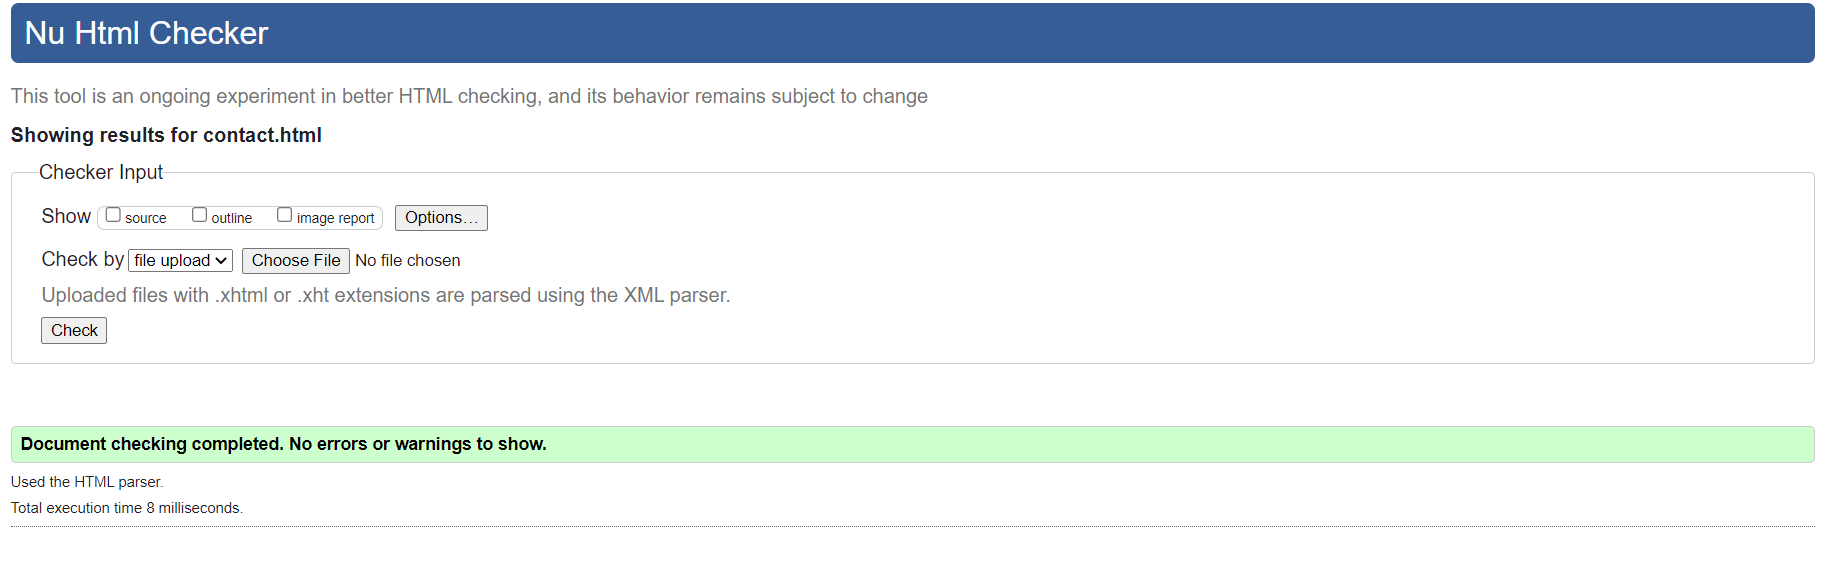 Nu Html Checker
This tool is an ongoing experiment in better HTML checking, and its behavior remains subject to change
Showing results for contact.html
Checker Input
Show source outline image report Options…
Check by file upload Choose File No file chosen
Uploaded files with .xhtml or .xht extensions are parsed using the XML parser.
Check
Document checking completed. No errors or warnings to show.
Used the HTML parser.
Total execution time 8 milliseconds.